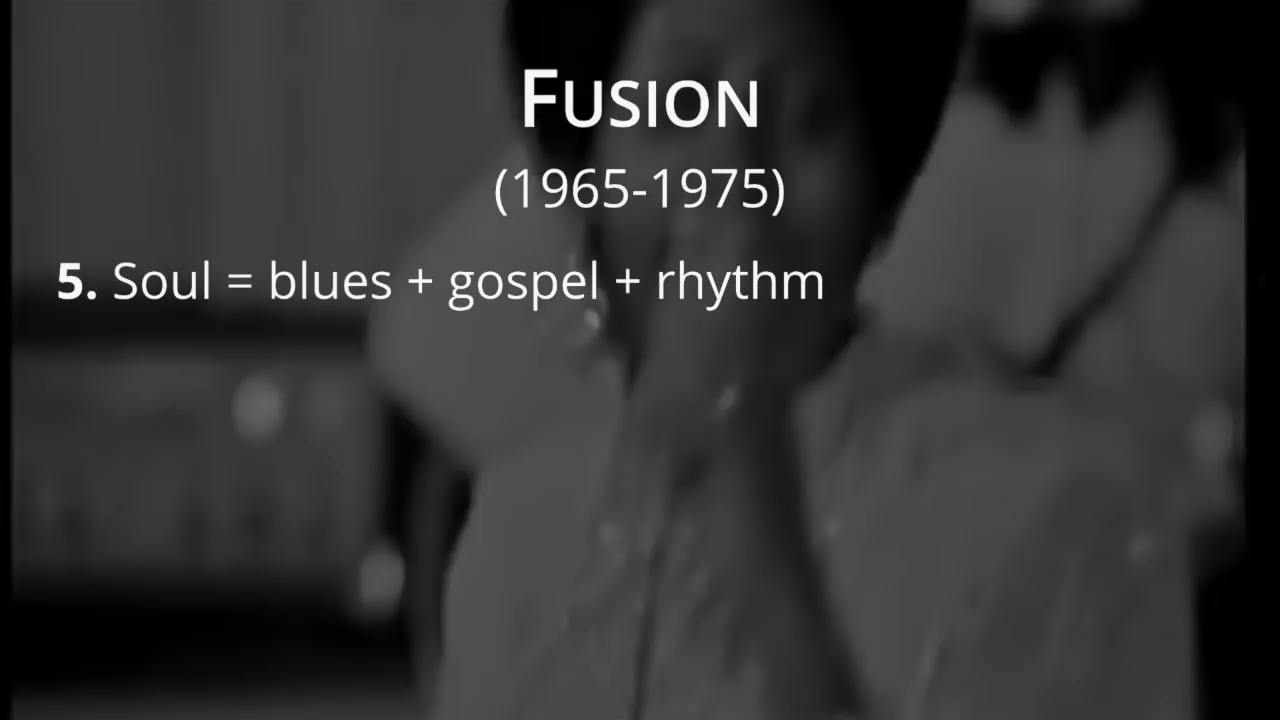 Fusion
(1965-1975)
5. Soul = blues + gospel + rhythm